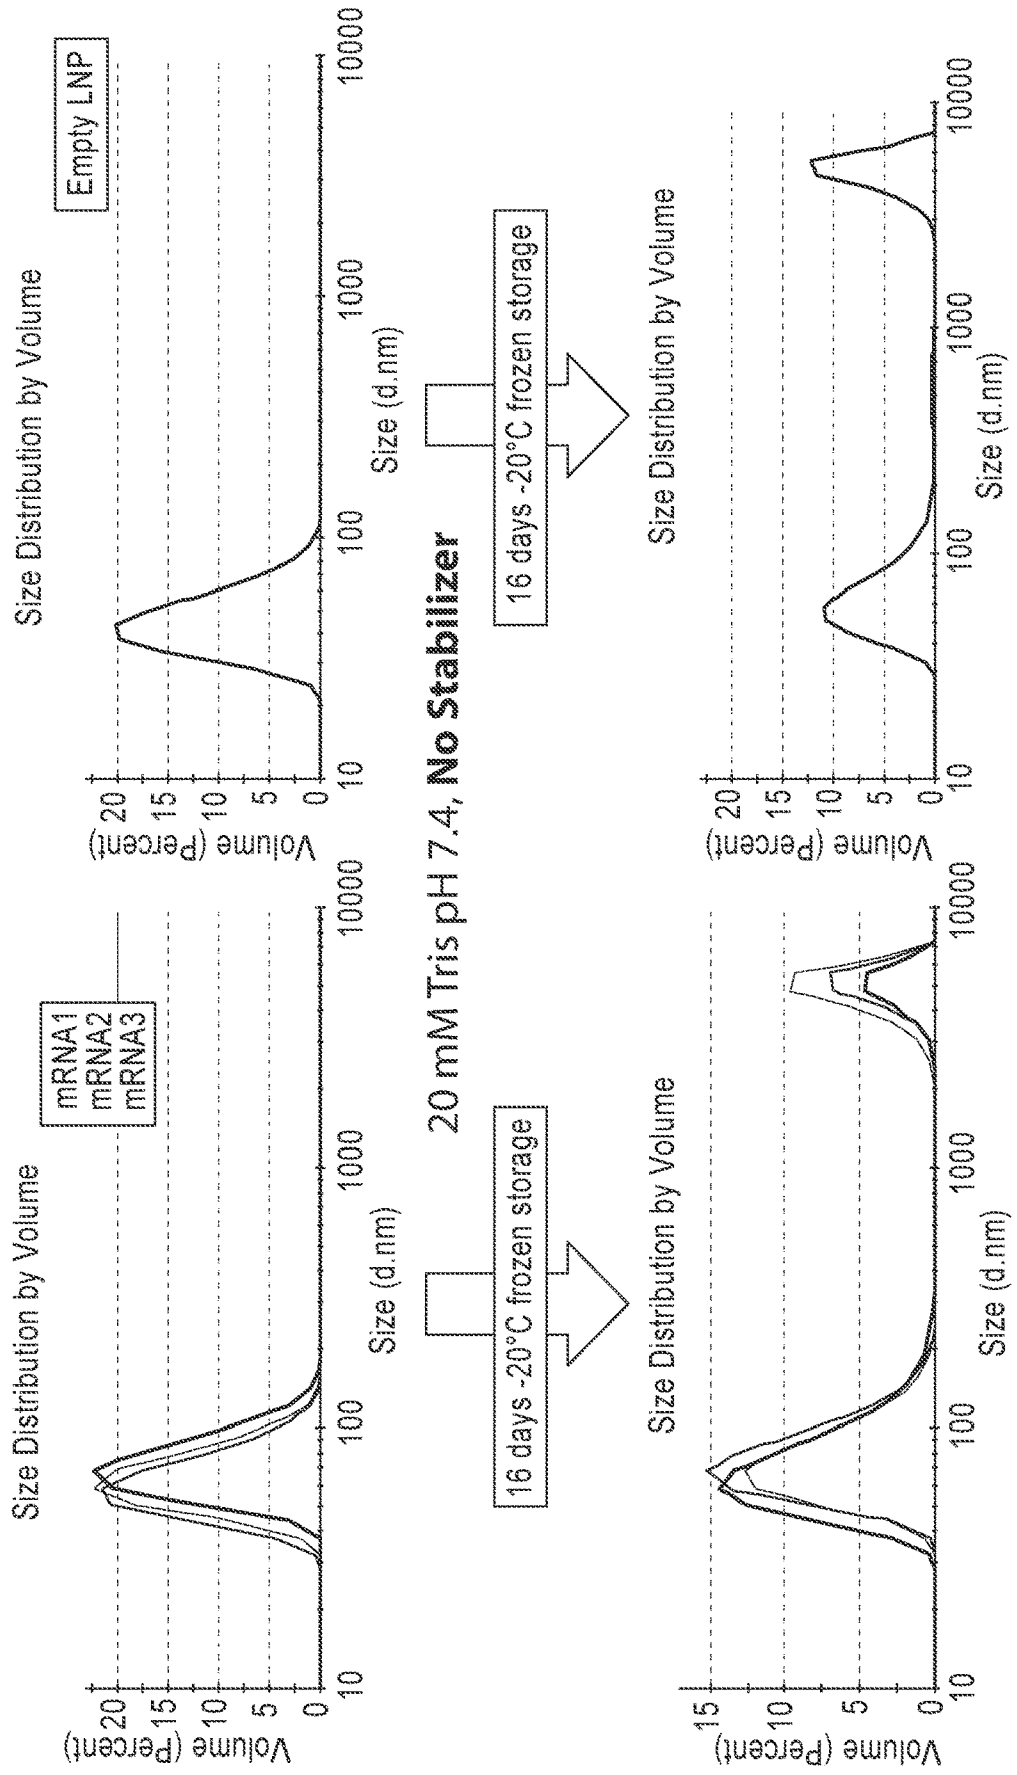 Size Distribution by Volume
mRNA1
mRNA2
mRNA3
Volume (Percent)
20
15
10
5
0
10
100
1000
10000
Size (d.nm)
Size Distribution by Volume
Empty LNP
Volume (Percent)
20
15
10
5
0
10
100
1000
10000
Size (d.nm)
20 mM Tris pH 7.4, No Stabilizer
16 days -20°C frozen storage
16 days -20°C frozen storage
Size Distribution by Volume
Volume (Percent)
15
10
5
0
10
100
1000
10000
Size (d.nm)
Size Distribution by Volume
Volume (Percent)
20
15
10
5
0
10
100
1000
10000
Size (d.nm)